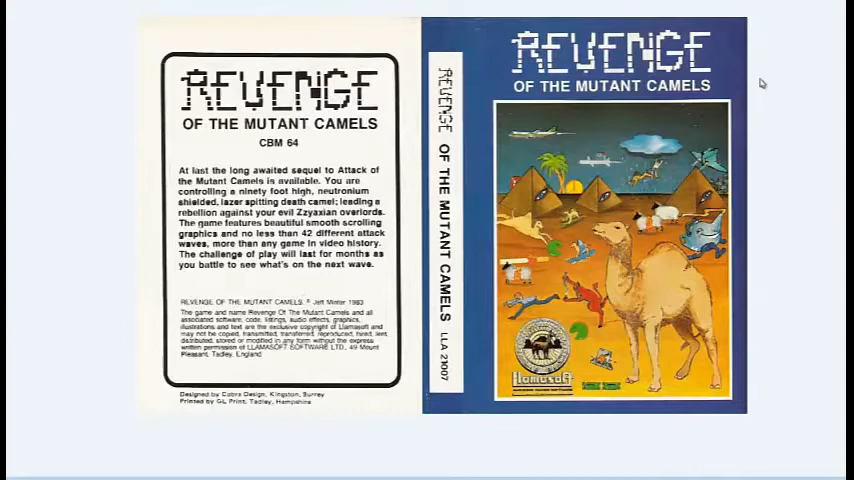 REVENGE
OF THE MUTANT CAMELS
CBM 64
At last the long awaited sequel to Attack of
the Mutant Camels is available. You are
controlling a ninety foot high, neutronium
shielded, lazer spitting death camel; leading a
rebellion against your evil Zzyaxian overlords.
The game features beautiful smooth scrolling
graphics and no less than 42 different attack
waves, more than any game in video history.
The challenge of play will last for months as
you battle to see what's on the next wave.
REVENGE OF THE MUTANT CAMELS. © Jeff Minter 1983
The game and name Revenge Of The Mutant Camels and all
associated software, code, listings, audio effects, graphics,
illustrations and text are the exclusive copyright of Llamasoft and
may not be copied, transmitted, transferred, reproduced, hired, lent
distributed, stored or modified in any form without the express
written permission of LLAMASOFT SOFTWARE LTD., 49 Mount
Pleasant, Tadley, England
Designed by Cobra Design, Kingston, Surrey
Printed by GL Print, Tadley, Hampshire
REVENGE OF THE MUTANT CAMELS LLA 21007
REVENGE
OF THE MUTANT CAMELS
llamasoft